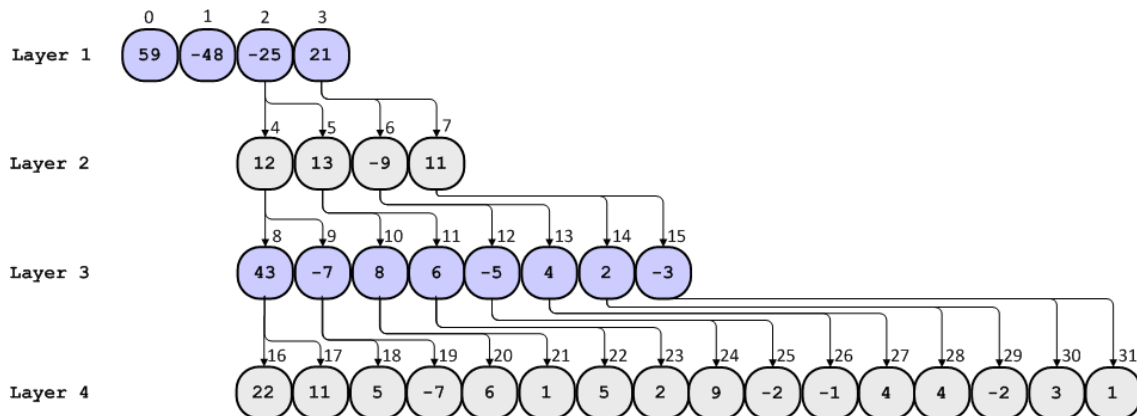 0 1 2 3
Layer 1 59 -48 -25 21
4 5 6 7
Layer 2 12 13 -9 11
8 9 10 11 12 13 14 15
Layer 3 43 -7 8 6 -5 4 2 -3
16 17 18 19 20 21 22 23 24 25 26 27 28 29 30 31
Layer 4 22 11 5 -7 6 1 5 2 9 -2 -1 4 4 -2 3 1